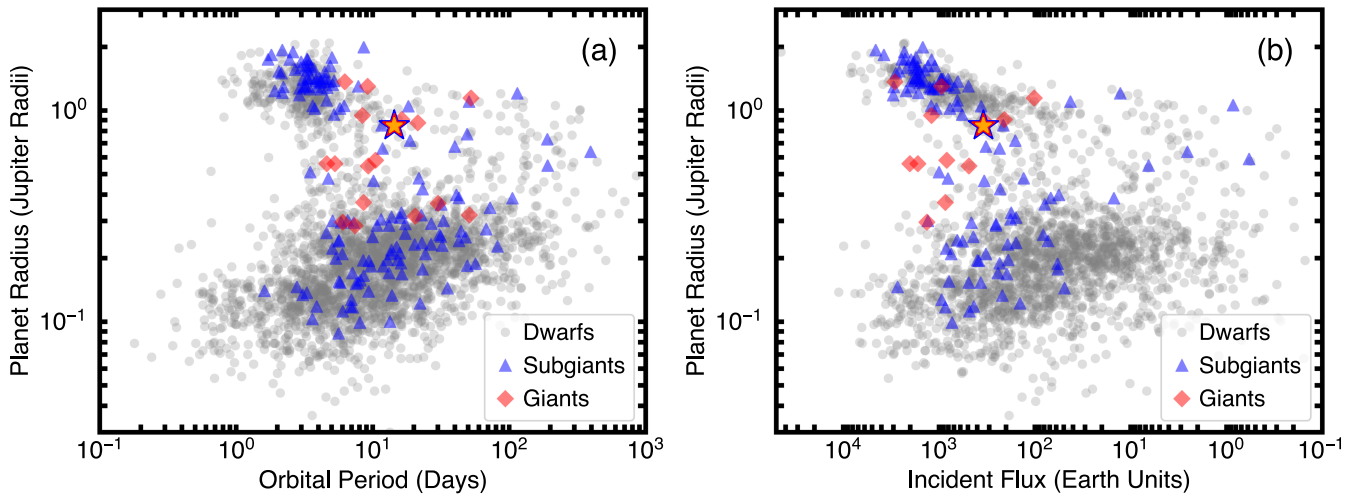 (a)
Planet Radius (Jupiter Radii)
10⁰
10⁻¹
Dwarfs
Subgiants
Giants
10⁻¹ 10⁰ 10¹ 10² 10³
Orbital Period (Days)
(b)
Planet Radius (Jupiter Radii)
10⁰
10⁻¹
Dwarfs
Subgiants
Giants
10⁴ 10³ 10² 10¹ 10⁰ 10⁻¹
Incident Flux (Earth Units)